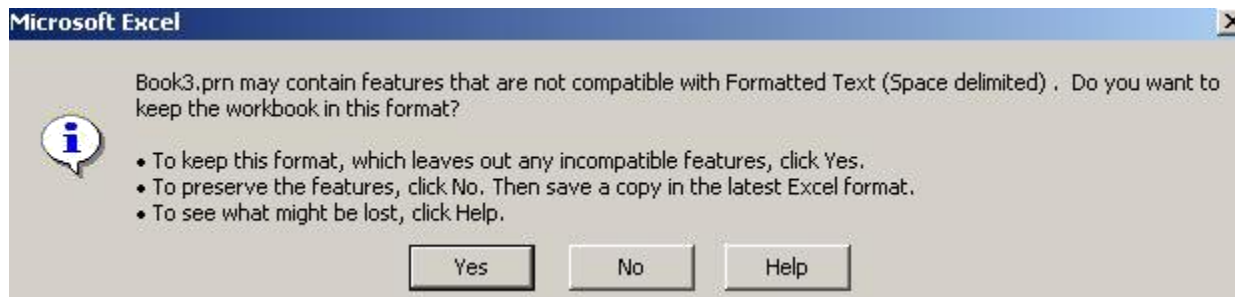 Microsoft Excel
Book3.prn may contain features that are not compatible with Formatted Text (Space delimited) .  Do you want to
keep the workbook in this format?
• To keep this format, which leaves out any incompatible features, click Yes.
• To preserve the features, click No. Then save a copy in the latest Excel format.
• To see what might be lost, click Help.
Yes No Help